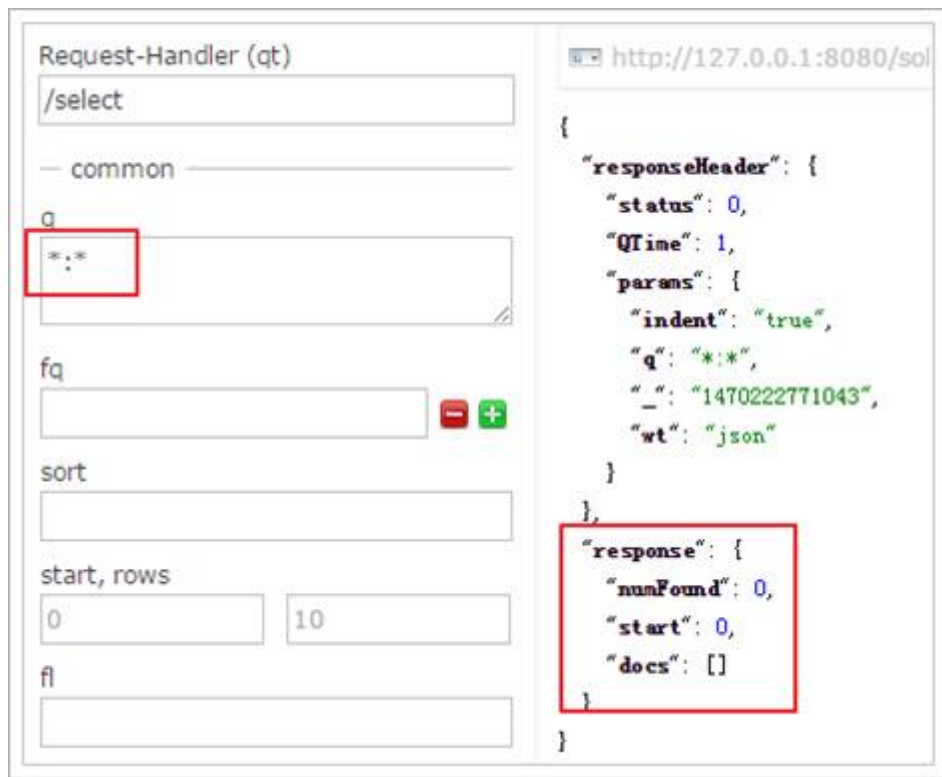 Request-Handler (qt)
/select
common
q
*:*
fq
sort
start, rows
0
10
fl
http://127.0.0.1:8080/sol
{
"responseHeader": {
"status": 0,
"QTime": 1,
"params": {
"indent": "true",
"q": "*:*",
"_": "1470222771043",
"wt": "json"
}
},
"response": {
"numFound": 0,
"start": 0,
"docs": []
}
}